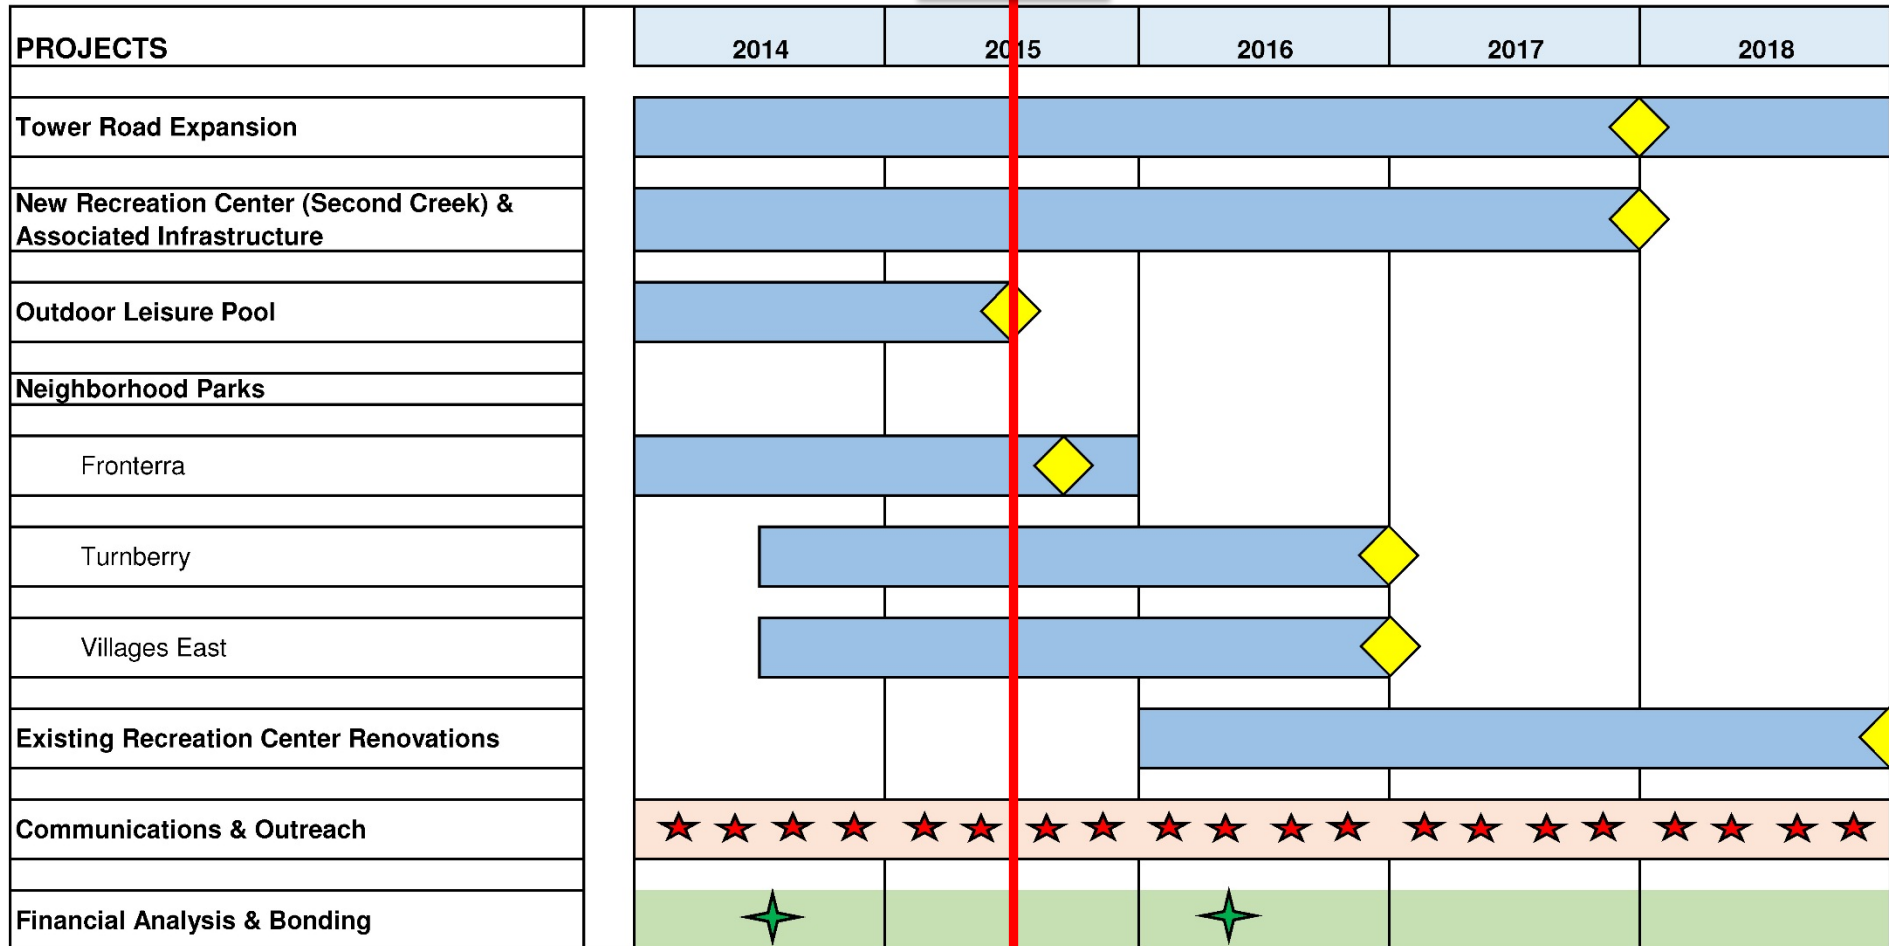 PROJECTS 2014 2015 2016 2017 2018
Tower Road Expansion
New Recreation Center (Second Creek) &
Associated Infrastructure
Outdoor Leisure Pool
Neighborhood Parks
Fronterra
Turnberry
Villages East
Existing Recreation Center Renovations
Communications & Outreach
Financial Analysis & Bonding